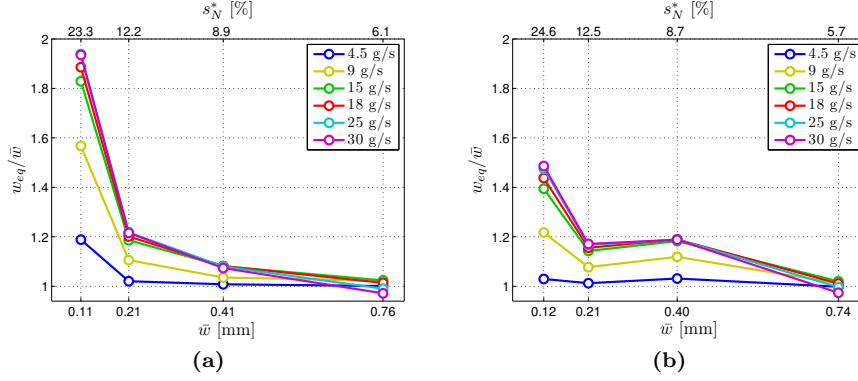 s*_N [%]
23.3 12.2 8.9 6.1
2
1.8
1.6
1.4
1.2
1
w_eq/w̄
4.5 g/s
9 g/s
15 g/s
18 g/s
25 g/s
30 g/s
0.11 0.21 0.41 0.76
w̄ [mm]
(a)
s*_N [%]
24.6 12.5 8.7 5.7
2
1.8
1.6
1.4
1.2
1
w_eq/w̄
4.5 g/s
9 g/s
15 g/s
18 g/s
25 g/s
30 g/s
0.12 0.21 0.40 0.74
w̄ [mm]
(b)